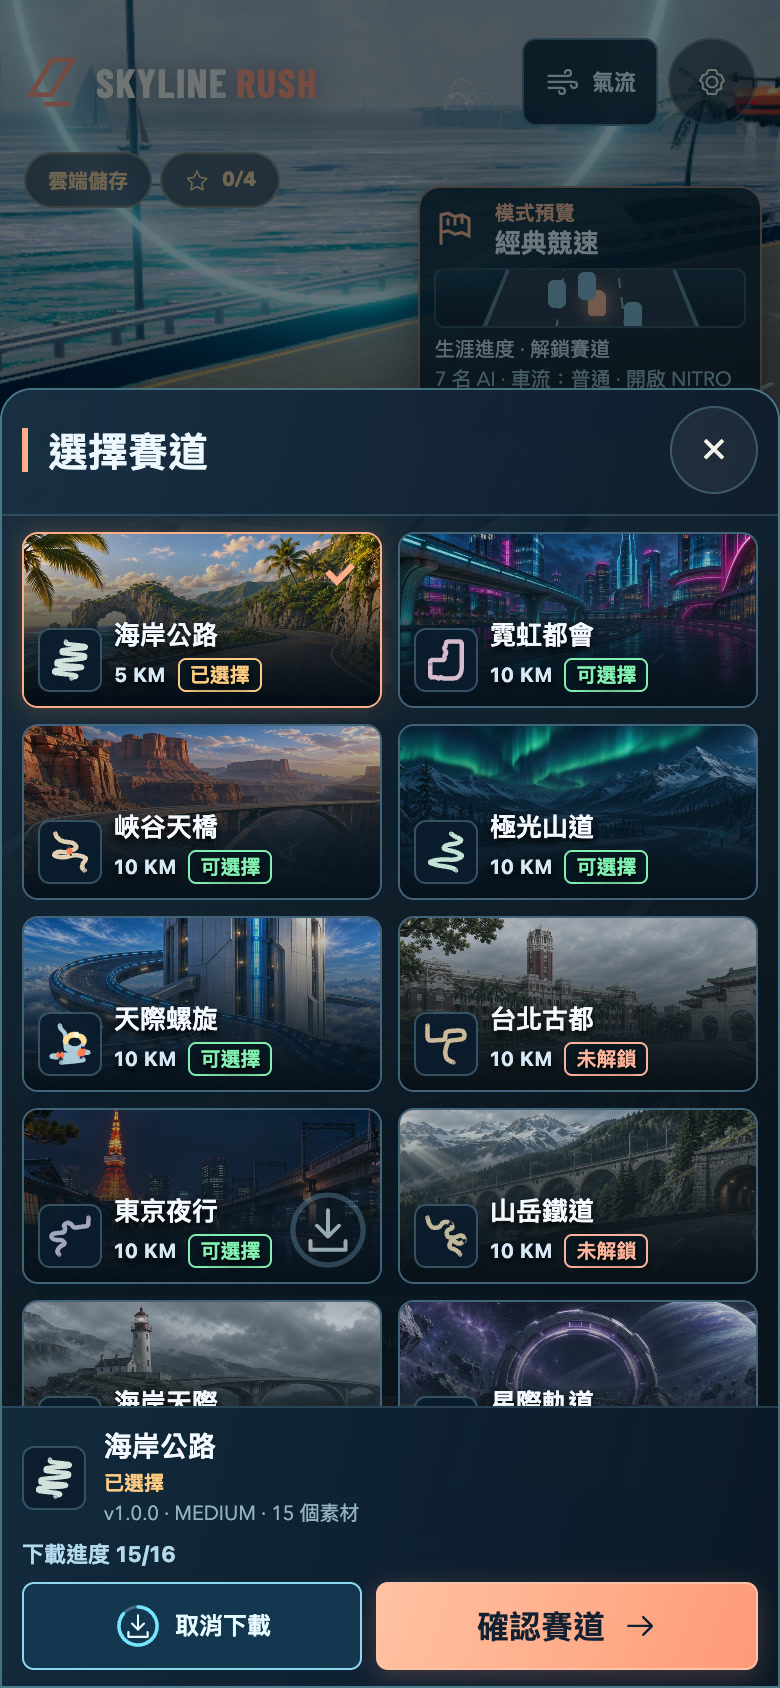 SKYLINE RUSH
氣流
雲端儲存
0/4
模式預覽
經典競速
生涯進度 · 解鎖賽道
7 名 AI · 車流：普通 · 開啟 NITRO
選擇賽道
海岸公路
5 KM 已選擇
霓虹都會
10 KM 可選擇
峽谷天橋
10 KM 可選擇
極光山道
10 KM 可選擇
天際螺旋
10 KM 可選擇
台北古都
10 KM 未解鎖
東京夜行
10 KM 可選擇
山岳鐵道
10 KM 未解鎖
海岸天際
星際軌道
海岸公路
已選擇
v1.0.0 · MEDIUM · 15 個素材
下載進度 15/16
取消下載
確認賽道